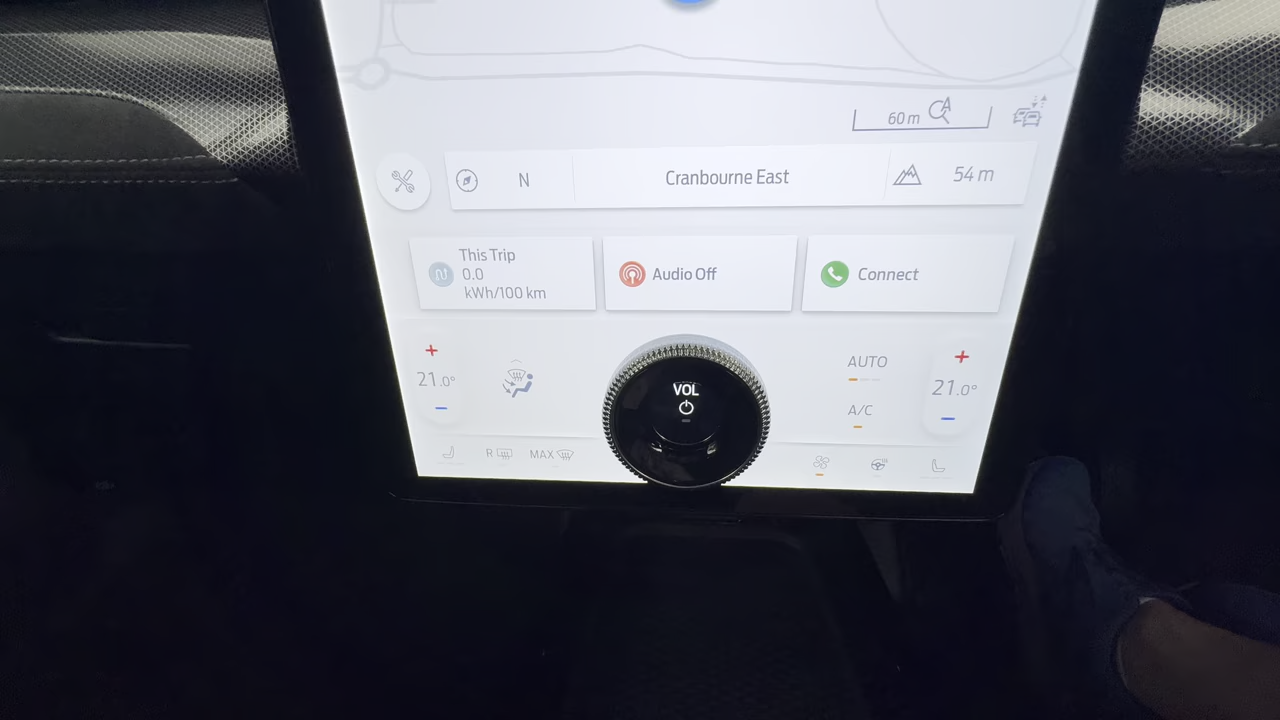 60 m
N
Cranbourne East
54 m
This Trip
0.0
kWh/100 km
Audio Off
Connect
21.0°
VOL
AUTO
A/C
21.0°
R
MAX